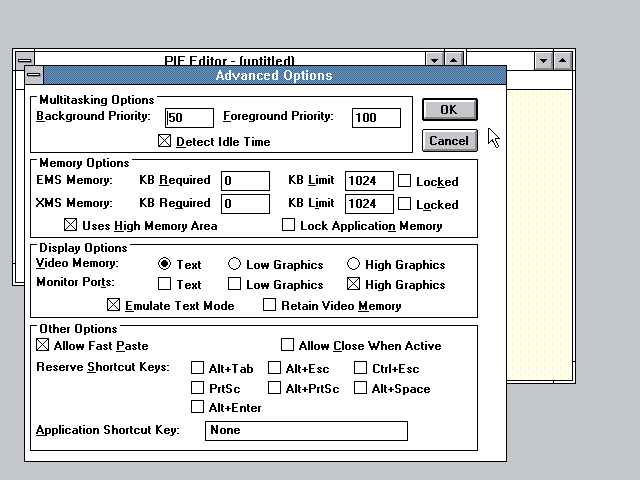 PIF Editor - (untitled)
Advanced Options
Multitasking Options
Background Priority: 50 Foreground Priority: 100
Detect Idle Time
OK
Cancel
Memory Options
EMS Memory: KB Required 0 KB Limit 1024 Locked
XMS Memory: KB Required 0 KB Limit 1024 Locked
Uses High Memory Area Lock Application Memory
Display Options
Video Memory: Text Low Graphics High Graphics
Monitor Ports: Text Low Graphics High Graphics
Emulate Text Mode Retain Video Memory
Other Options
Allow Fast Paste Allow Close When Active
Reserve Shortcut Keys: Alt+Tab Alt+Esc Ctrl+Esc
PrtSc Alt+PrtSc Alt+Space
Alt+Enter
Application Shortcut Key: None